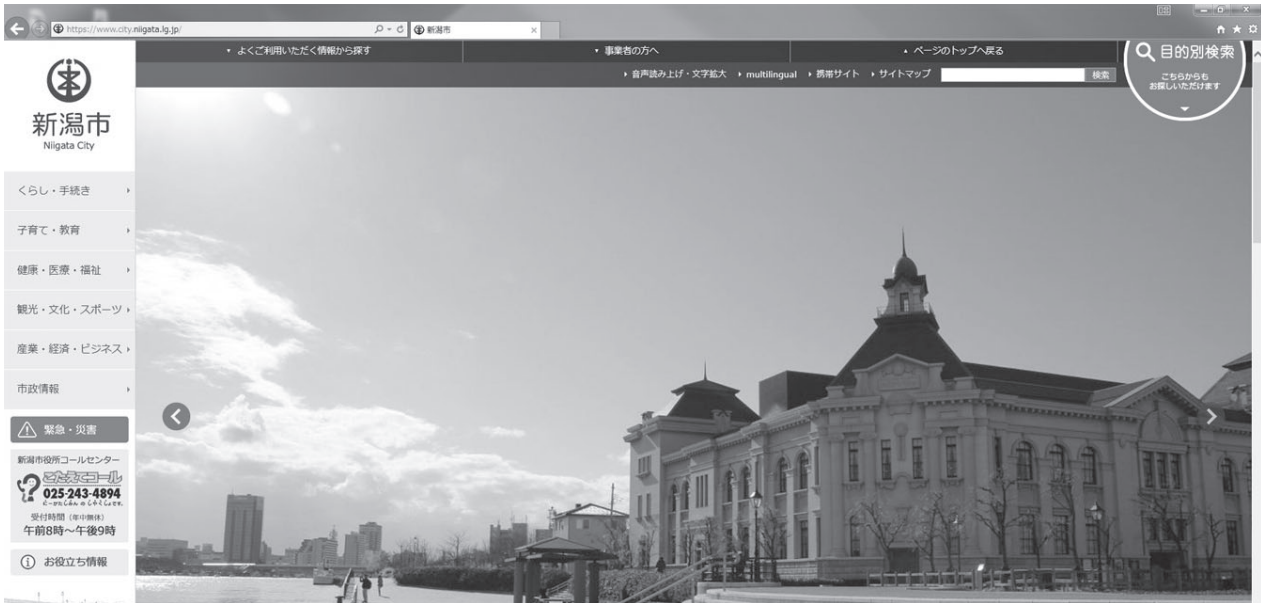 https://www.city.niigata.lg.jp/
新潟市
よくご利用いただく情報から探す
事業者の方へ
ページのトップへ戻る
目的別検索
こちらからも
お探しいただけます
音声読み上げ・文字拡大
multilingual
携帯サイト
サイトマップ
検索
新潟市
Niigata City
くらし・手続き
子育て・教育
健康・医療・福祉
観光・文化・スポーツ
産業・経済・ビジネス
市政情報
緊急・災害
新潟市役所コールセンター
こたえてコール
025-243-4894
受付時間（年中無休）
午前8時～午後9時
お役立ち情報